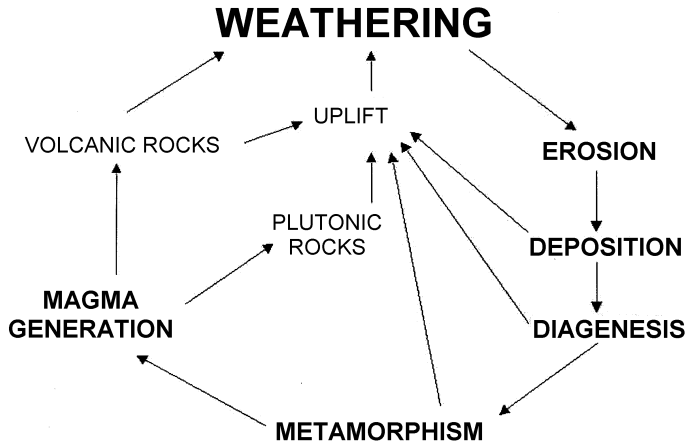 WEATHERING
UPLIFT
VOLCANIC ROCKS
EROSION
PLUTONIC
ROCKS
DEPOSITION
MAGMA
GENERATION
DIAGENESIS
METAMORPHISM